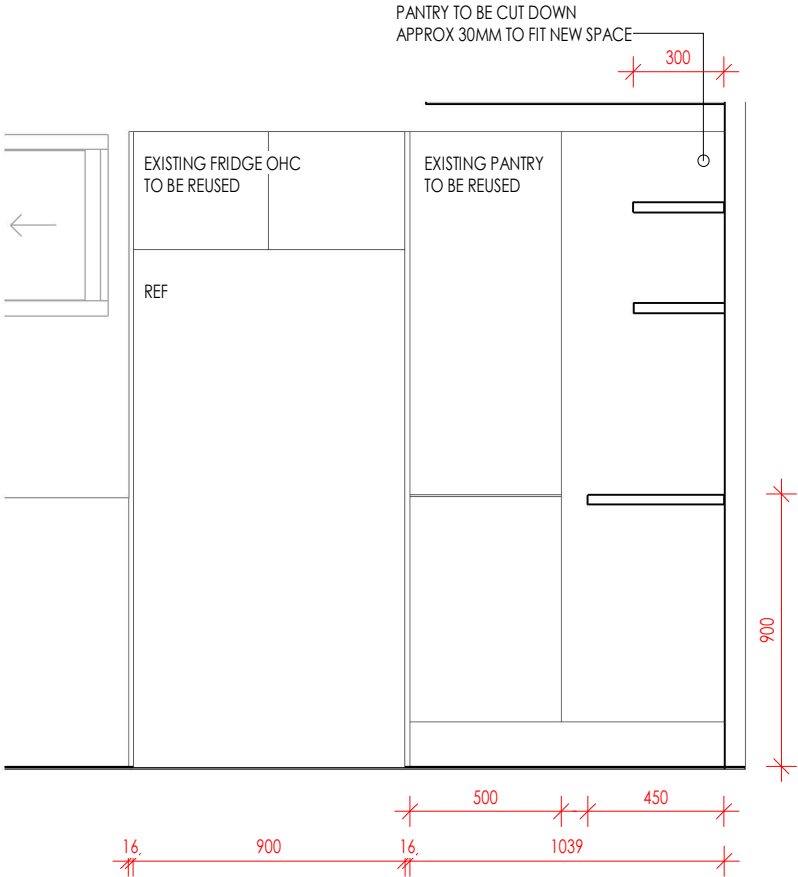 PANTRY TO BE CUT DOWN
APPROX 30MM TO FIT NEW SPACE
300
EXISTING FRIDGE OHC
TO BE REUSED
EXISTING PANTRY
TO BE REUSED
REF
900
500
450
16
900
16
1039